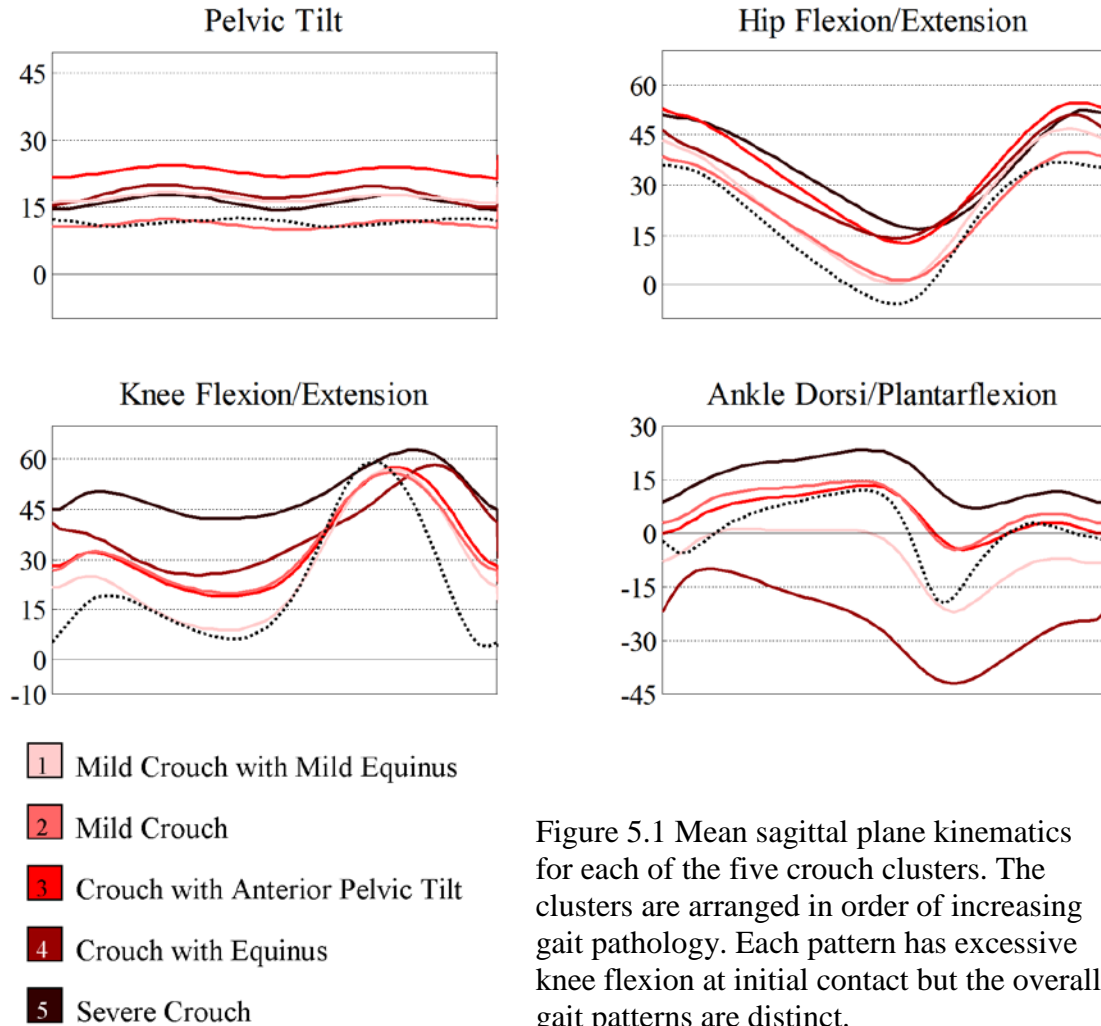 Pelvic Tilt
45
30
15
0
Hip Flexion/Extension
60
45
30
15
0
Knee Flexion/Extension
60
45
30
15
0
-10
Ankle Dorsi/Plantarflexion
30
15
0
-15
-30
-45
1 Mild Crouch with Mild Equinus
2 Mild Crouch
3 Crouch with Anterior Pelvic Tilt
4 Crouch with Equinus
5 Severe Crouch
Figure 5.1 Mean sagittal plane kinematics
for each of the five crouch clusters. The
clusters are arranged in order of increasing
gait pathology. Each pattern has excessive
knee flexion at initial contact but the overall
gait patterns are distinct.